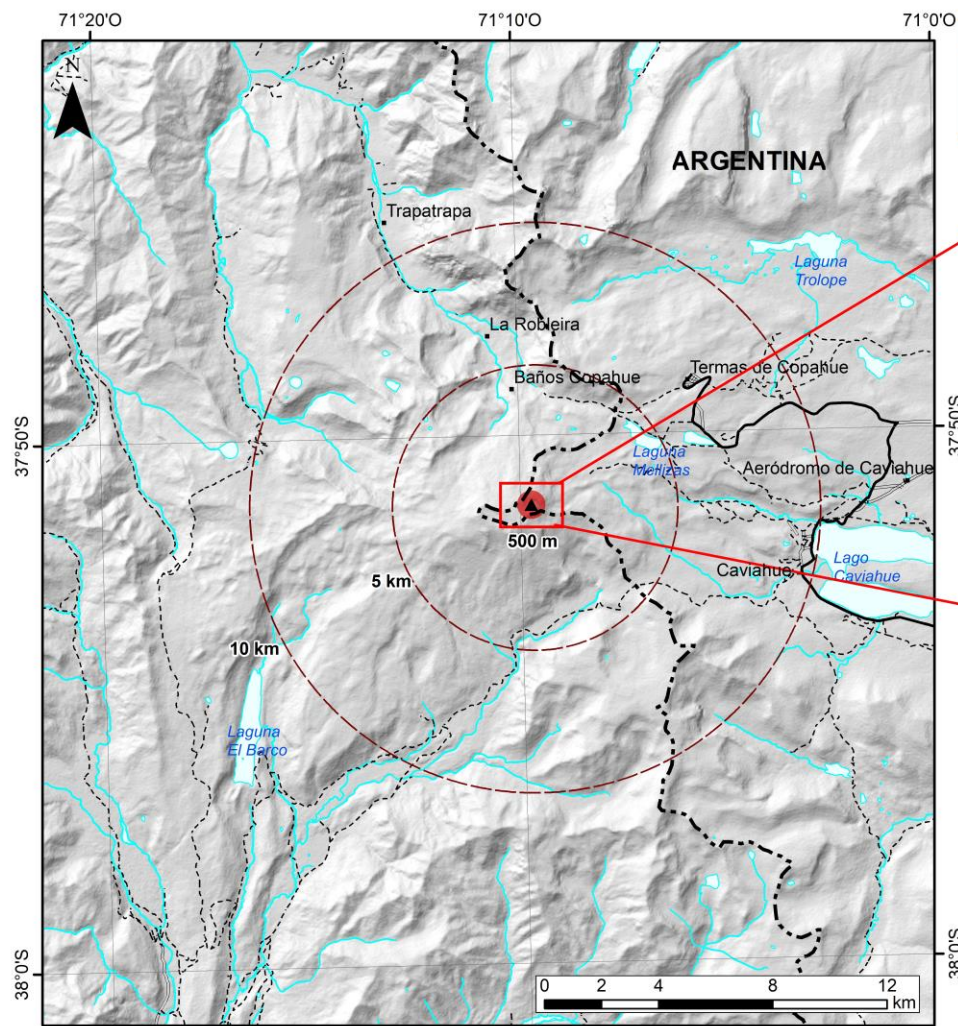 71°20'O
71°10'O
71°0'O
N
ARGENTINA
Trapatrapa
Laguna
Trolope
La Robleira
Termas de Copahue
Baños Copahue
37°50'S
37°50'S
Laguna
Mellizas
Aeródromo de Caviahue
500 m
5 km
Caviahue
Lago
Caviahue
10 km
Laguna
El Barco
38°0'S
38°0'S
0 2 4 8 12
km